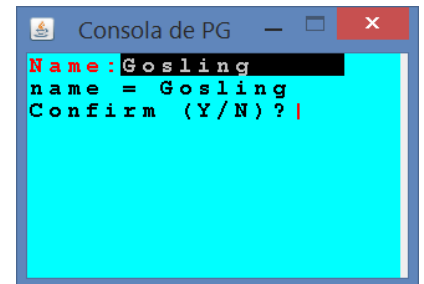 Consola de PG
Name:Gosling
name = Gosling
Confirm (Y/N)?